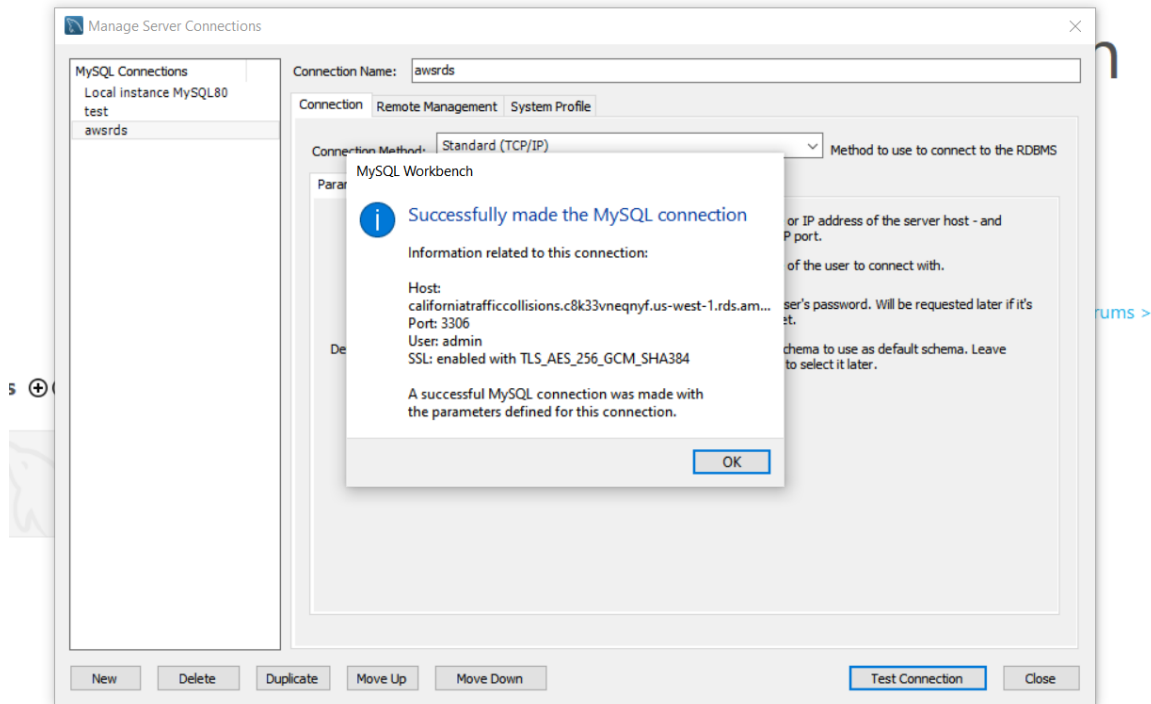 Manage Server Connections
MySQL Connections
Local instance MySQL80
test
awsrds
Connection Name:
awsrds
Connection
Remote Management
System Profile
Connection Method:
Standard (TCP/IP)
Method to use to connect to the RDBMS
MySQL Workbench
Successfully made the MySQL connection
Information related to this connection:
Host:
californiatrafficcollisions.c8k33vneqnyf.us-west-1.rds.am...
Port: 3306
User: admin
SSL: enabled with TLS_AES_256_GCM_SHA384
A successful MySQL connection was made with
the parameters defined for this connection.
OK
or IP address of the server host - and
P port.
of the user to connect with.
ser's password. Will be requested later if it's
et.
chema to use as default schema. Leave
to select it later.
Para
De
rums >
New
Delete
Duplicate
Move Up
Move Down
Test Connection
Close